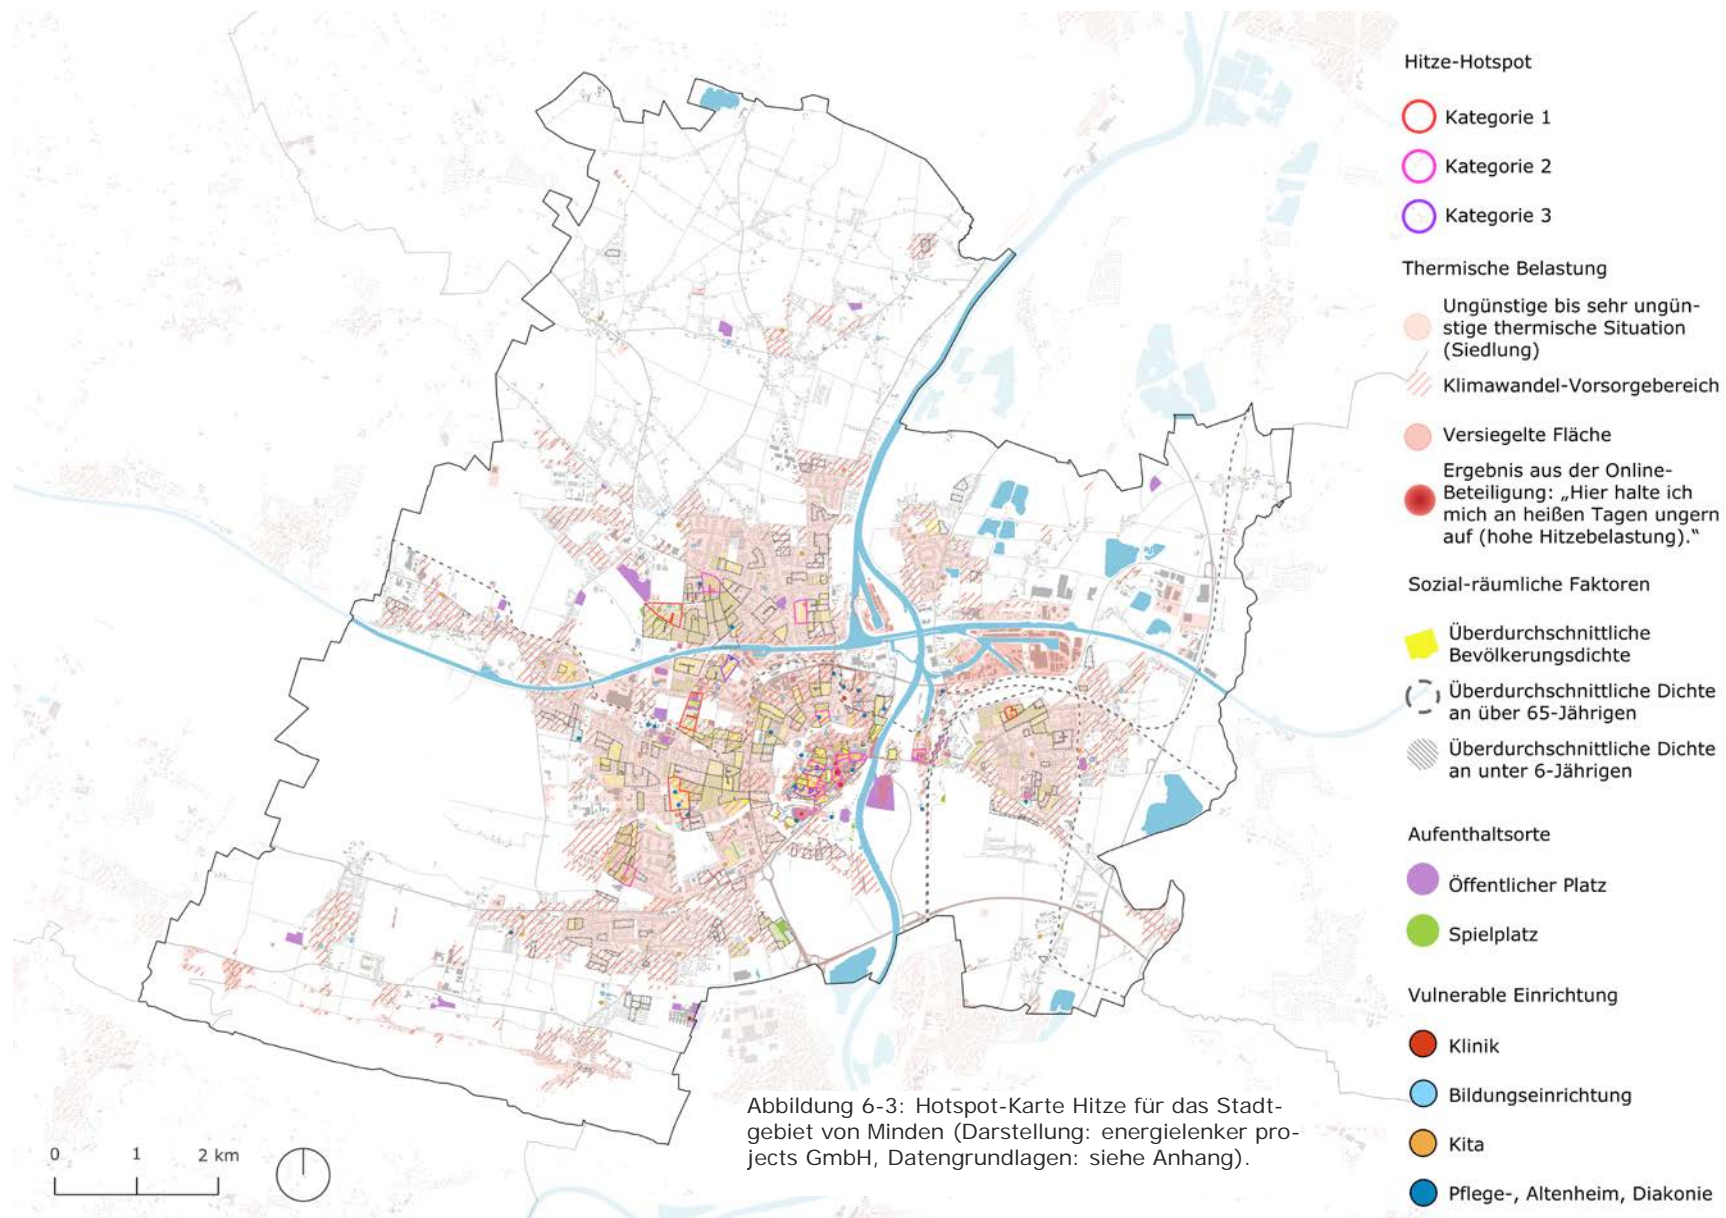 Hitze-Hotspot
Kategorie 1
Kategorie 2
Kategorie 3
Thermische Belastung
Ungünstige bis sehr ungün-
stige thermische Situation
(Siedlung)
Klimawandel-Vorsorgebereich
Versiegelte Fläche
Ergebnis aus der Online-
Beteiligung: „Hier halte ich
mich an heißen Tagen ungern
auf (hohe Hitzebelastung).“
Sozial-räumliche Faktoren
Überdurchschnittliche
Bevölkerungsdichte
Überdurchschnittliche Dichte
an über 65-Jährigen
Überdurchschnittliche Dichte
an unter 6-Jährigen
Aufenthaltsorte
Öffentlicher Platz
Spielplatz
Vulnerable Einrichtung
Klinik
Bildungseinrichtung
Kita
Pflege-, Altenheim, Diakonie
Abbildung 6-3: Hotspot-Karte Hitze für das Stadt-
gebiet von Minden (Darstellung: energielenker pro-
jects GmbH, Datengrundlagen: siehe Anhang).
0 1 2 km